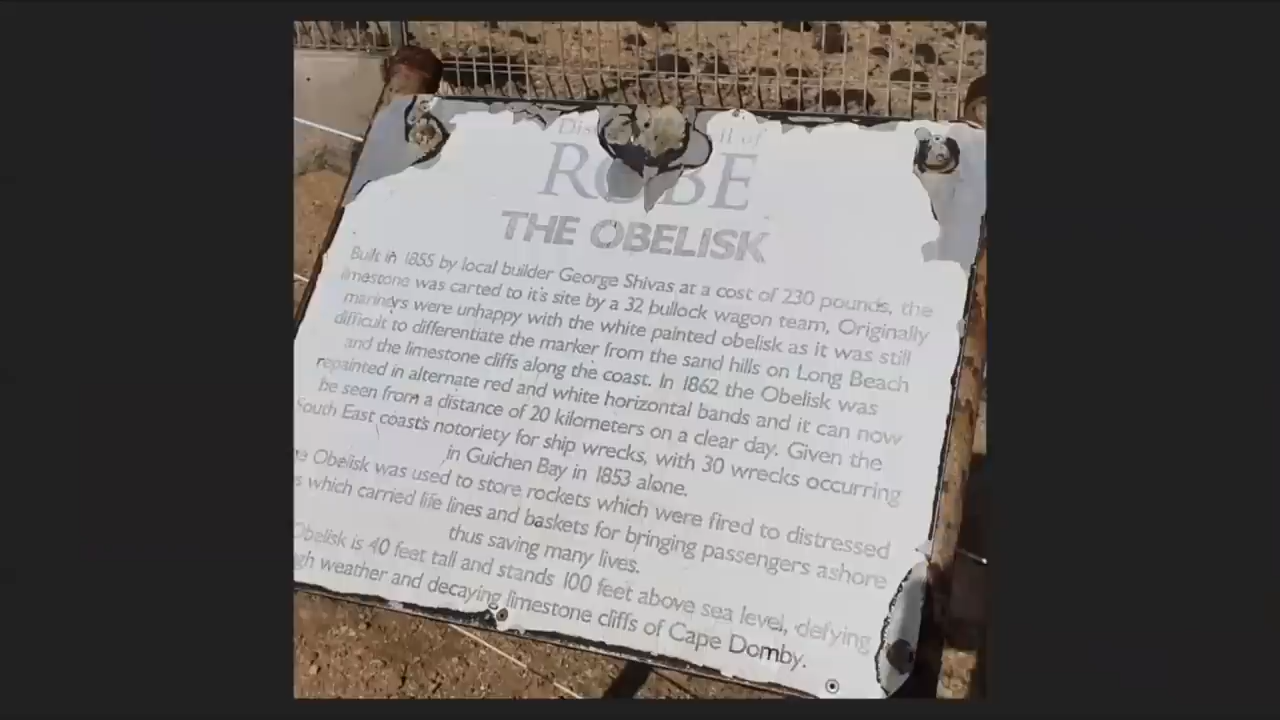 il of
ROBE
THE OBELISK
Built in 1855 by local builder George Shivas at a cost of 230 pounds, the
limestone was carted to it's site by a 32 bullock wagon team, Originally
mariners were unhappy with the white painted obelisk as it was still
difficult to differentiate the marker from the sand hills on Long Beach
and the limestone cliffs along the coast. In 1862 the Obelisk was
repainted in alternate red and white horizontal bands and it can now
be seen from a distance of 20 kilometers on a clear day. Given the
South East coast's notoriety for ship wrecks, with 30 wrecks occurring
in Guichen Bay in 1853 alone.
Obelisk was used to store rockets which were fired to distressed
which carried life lines and baskets for bringing passengers ashore
thus saving many lives.
Obelisk is 40 feet tall and stands 100 feet above sea level, defying
weather and decaying limestone cliffs of Cape Domby.